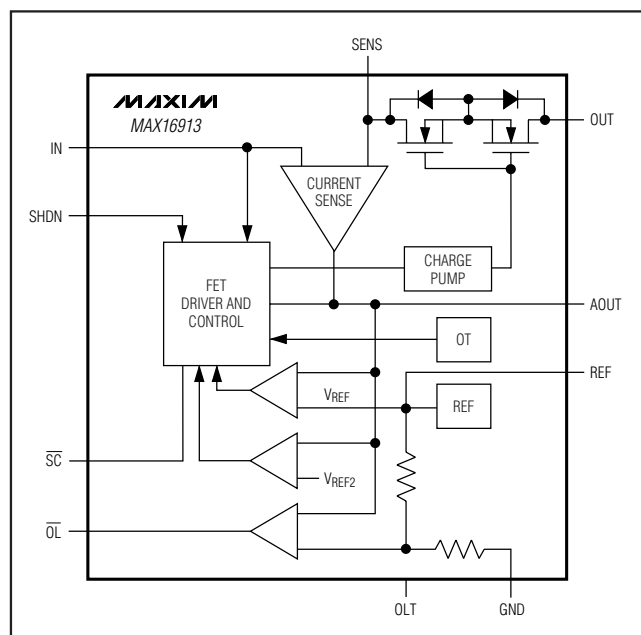 SENS
MAXIM
MAX16913
OUT
IN
CURRENT
SENSE
SHDN
CHARGE
PUMP
FET
DRIVER AND
CONTROL
AOUT
OT
REF
VREF
REF
SC
VREF2
OL
OLT
GND